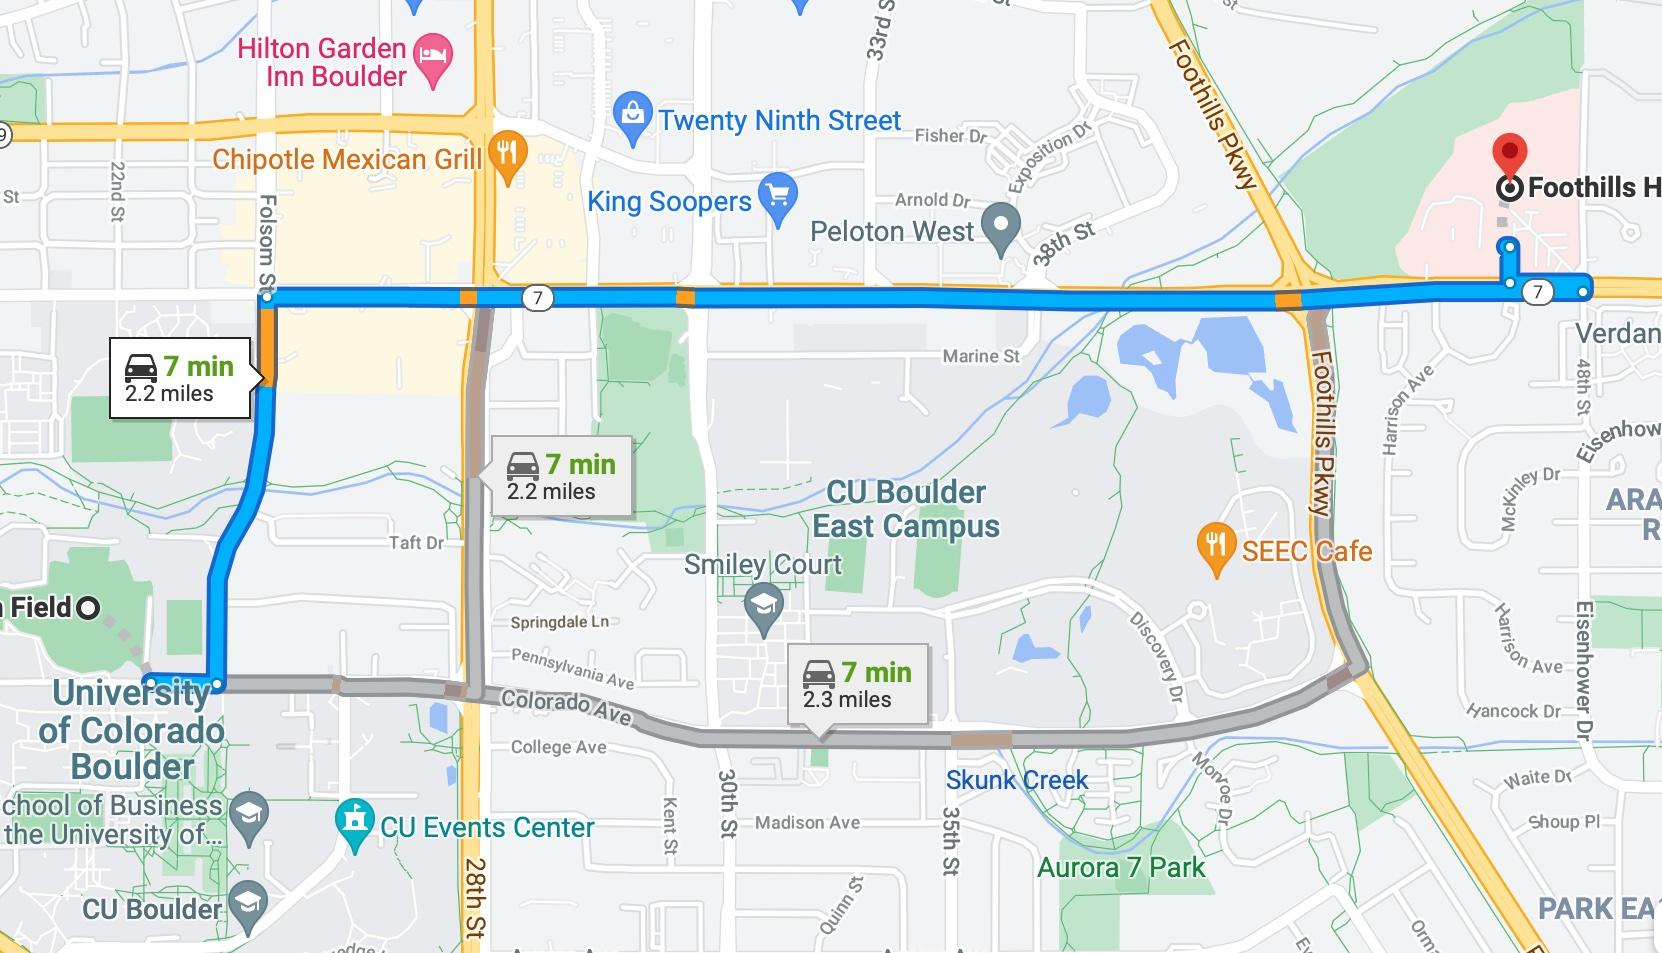 33rd S
St
Hilton Garden
Inn Boulder
Foothills Pkwy
Twenty Ninth Street
9
Fisher Dr
Exposition Dr
Chipotle Mexican Grill
22nd St
St
Folsom St
King Soopers
Arnold Dr
Foothills H
Peloton West
38th St
7
7
Verdan
Marine St
7 min
2.2 miles
Foothills Pkwy
Harrison Ave
48th St
Eisenhow
7 min
2.2 miles
CU Boulder
East Campus
McKinley Dr
ARA
R
Taft Dr
SEEC Cafe
Smiley Court
Field
Springdale Ln
Pennsylvania Ave
Discovery Dr
Harrison Ave
Eisenhower Dr
7 min
2.3 miles
University
of Colorado
Boulder
Colorado Ave
Hancock Dr
College Ave
Skunk Creek
Monroe Dr
Waite Dr
chool of Business
the University of...
CU Events Center
28th St
Kent St
30th St
Madison Ave
35th St
Shoup Pl
Aurora 7 Park
CU Boulder
Quinn St
PARK EA
Orm
Ev